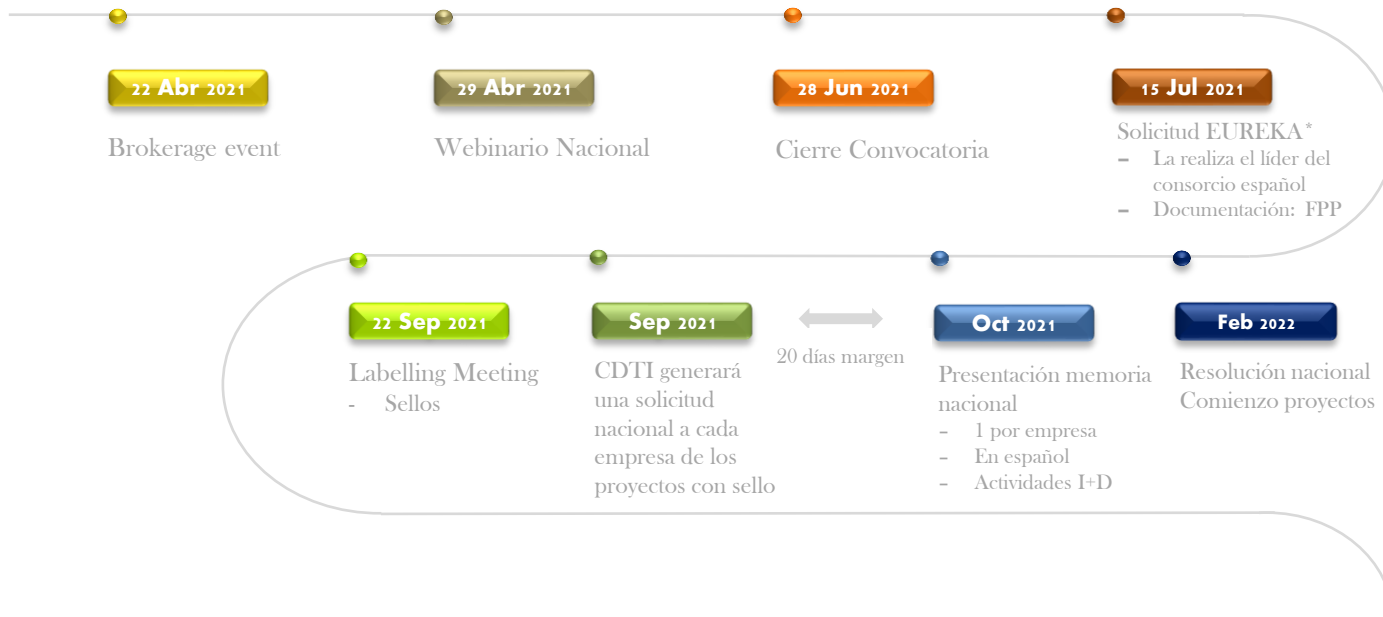 22 Abr 2021
Brokerage event
29 Abr 2021
Webinario Nacional
28 Jun 2021
Cierre Convocatoria
15 Jul 2021
Solicitud EUREKA*
– La realiza el líder del
consorcio español
– Documentación: FPP
22 Sep 2021
Labelling Meeting
- Sellos
Sep 2021
CDTI generará
una solicitud
nacional a cada
empresa de los
proyectos con sello
20 días margen
Oct 2021
Presentación memoria
nacional
– 1 por empresa
– En español
– Actividades I+D
Feb 2022
Resolución nacional
Comienzo proyectos